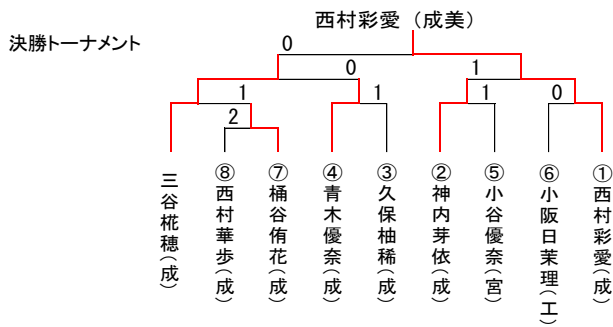 西村彩愛（成美）
決勝トーナメント
0
0
1
1
1
1
0
2
三谷椛穂(成)
⑧西村華歩(成)
⑦桶谷侑花(成)
④青木優奈(成)
③久保柚稀(成)
②神内芽依(成)
⑤小谷優奈(宮)
⑥小阪日茉理(工)
①西村彩愛(成)